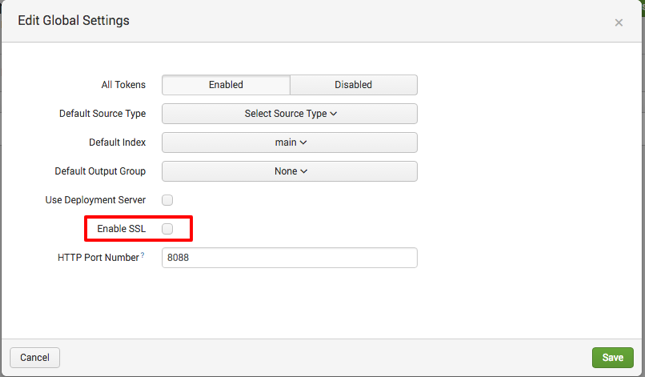 Edit Global Settings
All Tokens Enabled Disabled
Default Source Type Select Source Type
Default Index main
Default Output Group None
Use Deployment Server
Enable SSL
HTTP Port Number ? 8088
Cancel Save